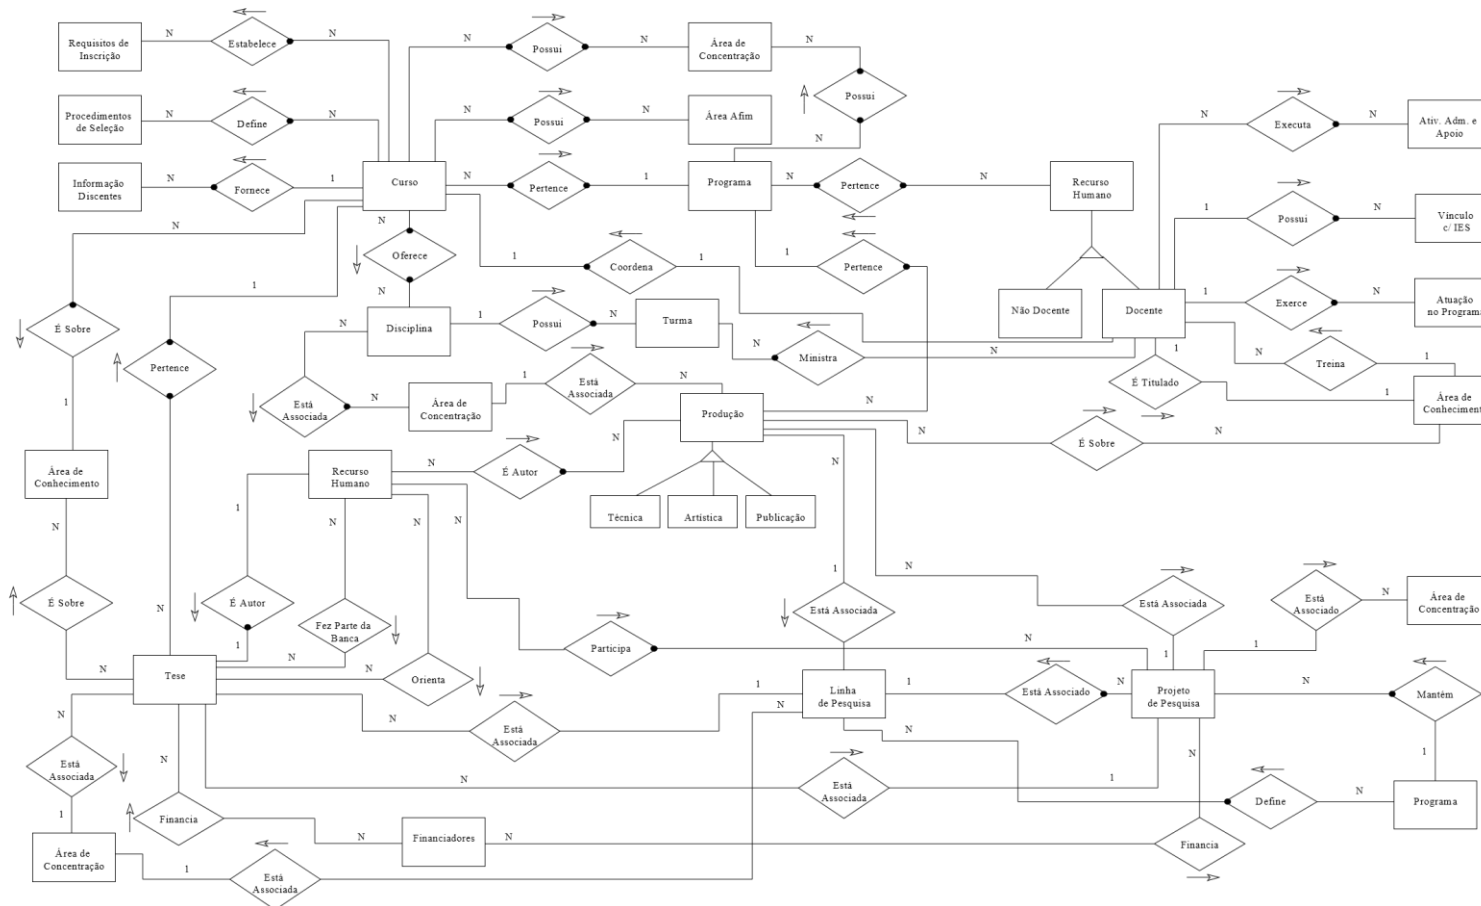 Requisitos de
Inscrição
N
Estabelece
N
N
Possui
N
Área de
Concentração
N
Possui
N
Procedimentos
de Seleção
N
Define
N
N
Possui
N
Área Afim
N
Executa
N
Ativ. Adm. e
Apoio
Informação
Discentes
N
Fornece
1
Curso
N
Pertence
1
Programa
N
Pertence
N
Recurso
Humano
1
Possui
N
Vinculo
c/ IES
N
N
Oferece
N
1
Coordena
1
1
Pertence
N
É Sobre
1
1
Pertence
N
Não Docente
Docente
1
Exerce
N
Atuação
no Programa
N
Disciplina
1
Possui
N
Turma
N
Ministra
N
N
Treina
1
1
É Titulado
1
Área de
Conhecimento
Está
Associada
N
Área de
Concentração
1
Está
Associada
N
Produção
N
É Sobre
N
Área de
Conhecimento
N
É Sobre
N
Recurso
Humano
N
É Autor
N
Técnica
Artística
Publicação
1
É Autor
1
N
Fez Parte da
Banca
N
N
Orienta
N
N
Participa
N
N
1
Está Associada
N
N
Está Associada
1
Está
Associado
1
N
Área de
Concentração
Tese
N
Está
Associada
1
Linha
de Pesquisa
1
Está Associado
N
Projeto
de Pesquisa
N
Mantém
1
N
Está
Associada
1
N
Está
Associada
1
N
Define
N
Programa
N
Financia
N
Financiadores
N
Financia
N
Área de
Concentração
1
Está
Associada
N